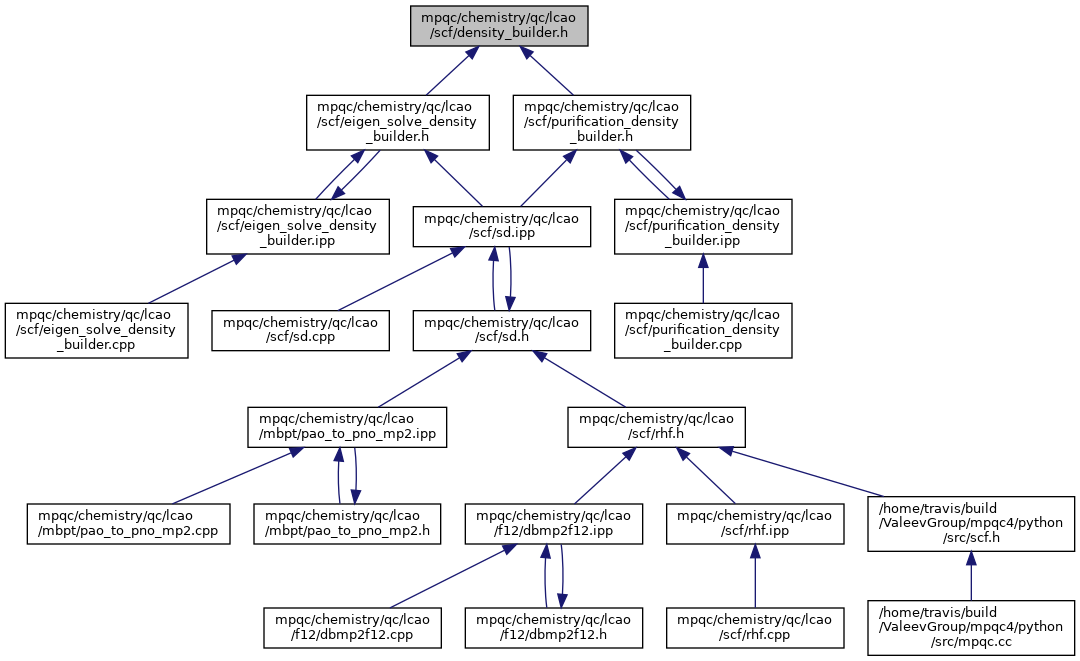 mpqc/chemistry/qc/lcao
/scf/density_builder.h
mpqc/chemistry/qc/lcao
/scf/eigen_solve_density
_builder.h
mpqc/chemistry/qc/lcao
/scf/purification_density
_builder.h
mpqc/chemistry/qc/lcao
/scf/eigen_solve_density
_builder.ipp
mpqc/chemistry/qc/lcao
/scf/sd.ipp
mpqc/chemistry/qc/lcao
/scf/purification_density
_builder.ipp
mpqc/chemistry/qc/lcao
/scf/eigen_solve_density
_builder.cpp
mpqc/chemistry/qc/lcao
/scf/sd.cpp
mpqc/chemistry/qc/lcao
/scf/sd.h
mpqc/chemistry/qc/lcao
/scf/purification_density
_builder.cpp
mpqc/chemistry/qc/lcao
/mbpt/pao_to_pno_mp2.ipp
mpqc/chemistry/qc/lcao
/scf/rhf.h
mpqc/chemistry/qc/lcao
/mbpt/pao_to_pno_mp2.cpp
mpqc/chemistry/qc/lcao
/mbpt/pao_to_pno_mp2.h
mpqc/chemistry/qc/lcao
/f12/dbmp2f12.ipp
mpqc/chemistry/qc/lcao
/scf/rhf.ipp
/home/travis/build
/ValeevGroup/mpqc4/python
/src/scf.h
mpqc/chemistry/qc/lcao
/f12/dbmp2f12.cpp
mpqc/chemistry/qc/lcao
/f12/dbmp2f12.h
mpqc/chemistry/qc/lcao
/scf/rhf.cpp
/home/travis/build
/ValeevGroup/mpqc4/python
/src/mpqc.cc